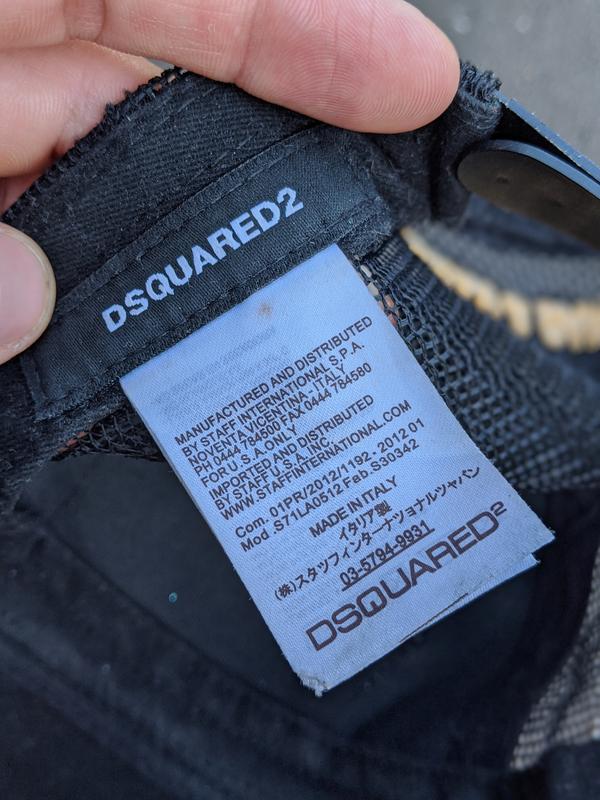 DSQUARED2
MANUFACTURED AND DISTRIBUTED
BY STAFF INTERNATIONAL S.P.A.
NOVENTA VICENTINA, ITALY
PH 0444 784500 FAX 0444 784580
FOR U.S.A. ONLY
IMPORTED AND DISTRIBUTED
BY STAFF U.S.A. INC.
WWW.STAFFINTERNATIONAL.COM
Com. 01PR/2012/1192- 2012 01
Mod .S71LA0512 Fab.S30342
MADE IN ITALY
イタリア製
(株)スタッフインターナショナルジャパン
03-5794-9931
DSQUARED²